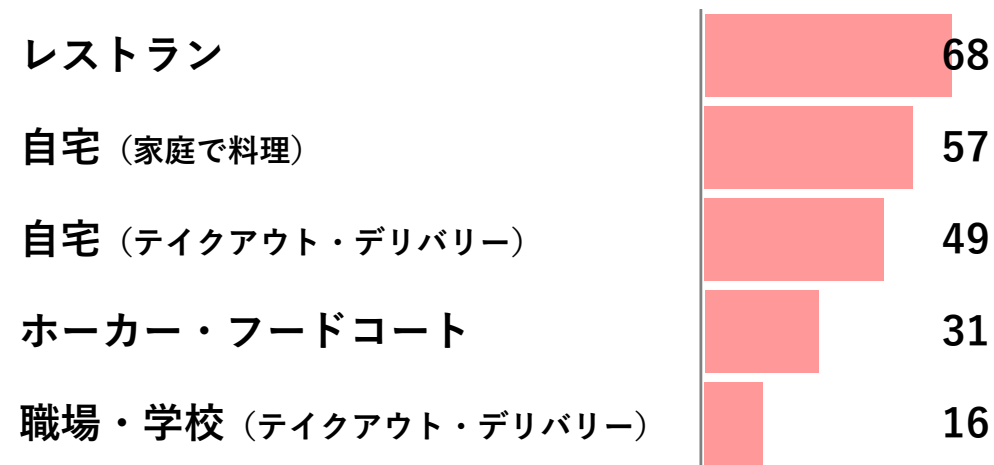 レストラン 68
自宅（家庭で料理） 57
自宅（テイクアウト・デリバリー） 49
ホーカー・フードコート 31
職場・学校（テイクアウト・デリバリー） 16